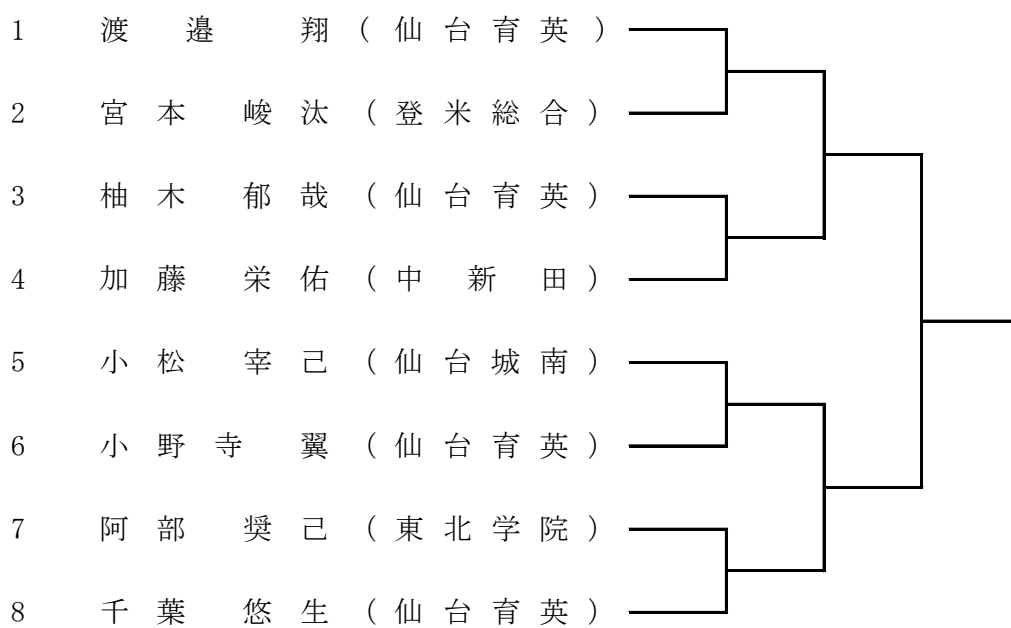 1 渡邉 翔 (仙台育英)
2 宮本 峻汰 (登米総合)
3 柚木 郁哉 (仙台育英)
4 加藤 栄佑 (中新田)
5 小松 宰己 (仙台城南)
6 小野寺 翼 (仙台育英)
7 阿部 奨己 (東北学院)
8 千葉 悠生 (仙台育英)